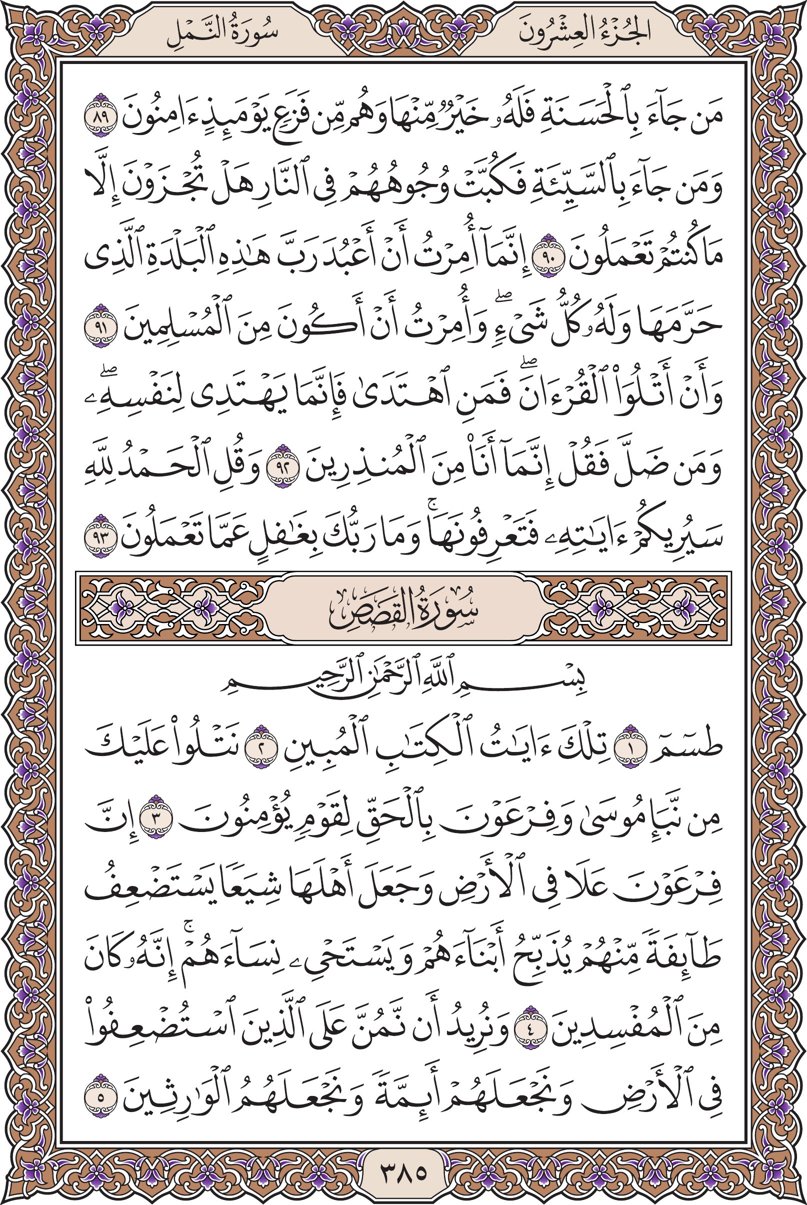 الجُزْءُ العِشْرُونَ
سُورَةُ النَّمْلِ
مَن جَآءَ بِٱلْحَسَنَةِ فَلَهُۥ خَيْرٌ مِّنْهَا وَهُم مِّن فَزَعٍ يَوْمَئِذٍ ءَامِنُونَ ٨٩
وَمَن جَآءَ بِٱلسَّيِّئَةِ فَكُبَّتْ وُجُوهُهُمْ فِى ٱلنَّارِ هَلْ تُجْزَوْنَ إِلَّا
مَا كُنتُمْ تَعْمَلُونَ ٩٠ إِنَّمَآ أُمِرْتُ أَنْ أَعْبُدَ رَبَّ هَٰذِهِ ٱلْبَلْدَةِ ٱلَّذِى
حَرَّمَهَا وَلَهُۥ كُلُّ شَىْءٍ ۖ وَأُمِرْتُ أَنْ أَكُونَ مِنَ ٱلْمُسْلِمِينَ ٩١
وَأَنْ أَتْلُوَا۟ ٱلْقُرْءَانَ ۖ فَمَنِ ٱهْتَدَىٰ فَإِنَّمَا يَهْتَدِى لِنَفْسِهِۦ ۖ
وَمَن ضَلَّ فَقُلْ إِنَّمَآ أَنَا۠ مِنَ ٱلْمُنذِرِينَ ٩٢ وَقُلِ ٱلْحَمْدُ لِلَّهِ
سَيُرِيكُمْ ءَايَٰتِهِۦ فَتَعْرِفُونَهَا ۚ وَمَا رَبُّكَ بِغَٰفِلٍ عَمَّا تَعْمَلُونَ ٩٣
سُورَةُ القَصَصِ
بِسْمِ ٱللَّهِ ٱلرَّحْمَٰنِ ٱلرَّحِيمِ
طسٓمٓ ١ تِلْكَ ءَايَٰتُ ٱلْكِتَٰبِ ٱلْمُبِينِ ٢ نَتْلُوا۟ عَلَيْكَ
مِن نَّبَإِ مُوسَىٰ وَفِرْعَوْنَ بِٱلْحَقِّ لِقَوْمٍ يُؤْمِنُونَ ٣ إِنَّ
فِرْعَوْنَ عَلَا فِى ٱلْأَرْضِ وَجَعَلَ أَهْلَهَا شِيَعًا يَسْتَضْعِفُ
طَآئِفَةً مِّنْهُمْ يُذَبِّحُ أَبْنَآءَهُمْ وَيَسْتَحْىِۦ نِسَآءَهُمْ ۚ إِنَّهُۥ كَانَ
مِنَ ٱلْمُفْسِدِينَ ٤ وَنُرِيدُ أَن نَّمُنَّ عَلَى ٱلَّذِينَ ٱسْتُضْعِفُوا۟
فِى ٱلْأَرْضِ وَنَجْعَلَهُمْ أَئِمَّةً وَنَجْعَلَهُمُ ٱلْوَٰرِثِينَ ٥
٣٨٥